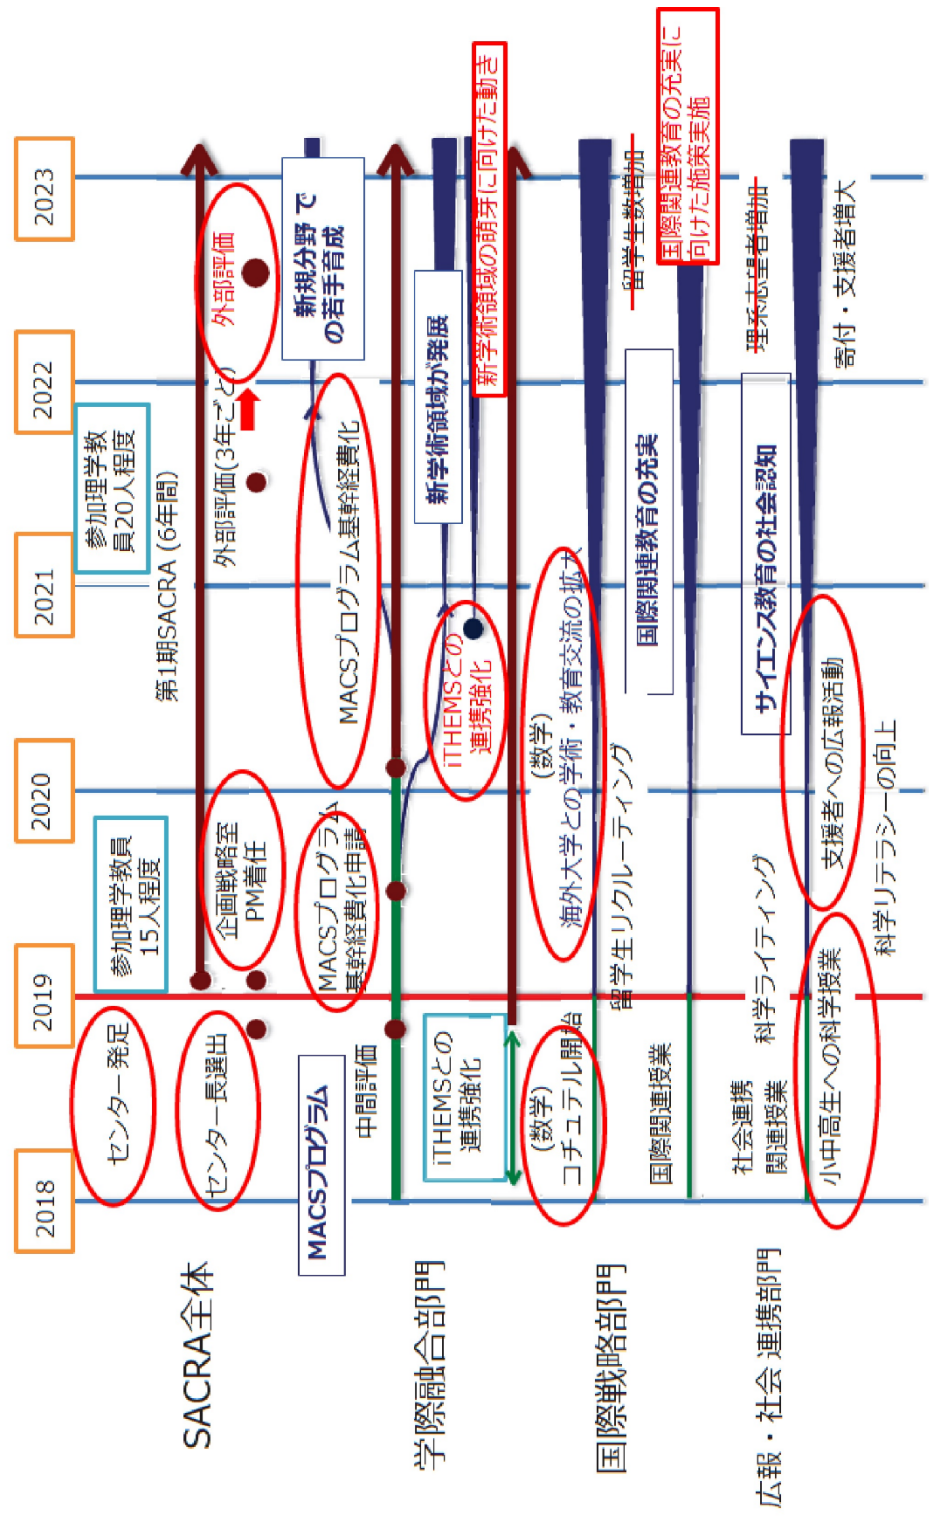 2018
2019
2020
2021
2022
2023
SACRA全体
センター発足
参加理学教員
15人程度
参加理学教
員20人程度
第1期SACRA (6年間)
センター長選出
企画戦略室
PM着任
外部評価(3年ごと)
外部評価
MACSプログラム
中間評価
MACSプログラム
基幹経費化申請
MACSプログラム基幹経費化
新規分野で
の若手育成
学際融合部門
iTHEMSとの
連携強化
iTHEMSとの
連携強化
新学術領域が発展
新学術領域の萌芽に向けた動き
国際戦略部門
(数学)
コチュテル開始
(数学)
海外大学との学術・教育交流の拡大
留学生リクルーティング
留学生数増加
国際関連授業
国際関連教育の充実
国際関連教育の充実に
向けた施策実施
広報・社会連携部門
社会連携
関連授業
科学ライティング
サイエンス教育の社会認知
理系志望者増加
小中高生への科学授業
支援者への広報活動
寄付・支援者増大
科学リテラシーの向上